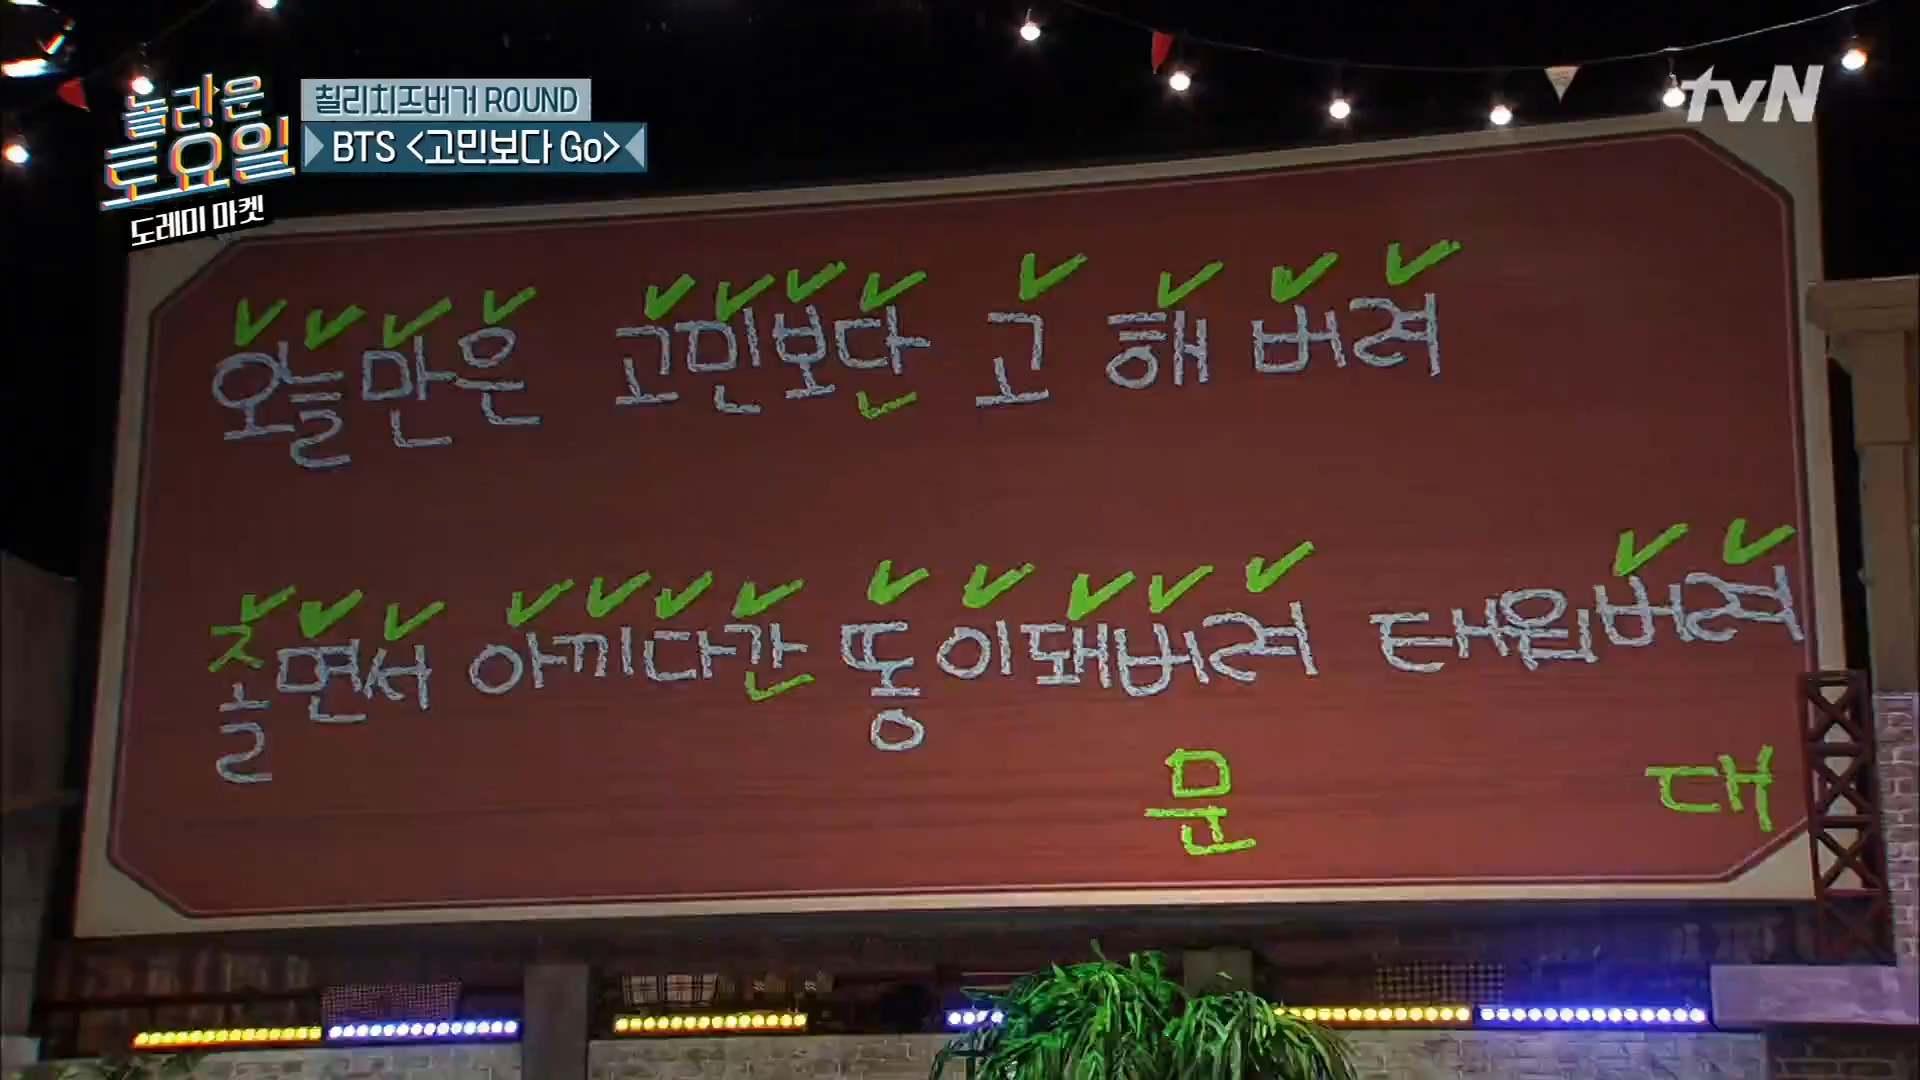 놀라운
토요일
도레미 마켓
칠리치즈버거 ROUND
BTS <고민보다 Go>
tvN
오늘만은 고민보단 고 해 버려
쫄면서 아끼다간 똥이돼버려 태워버려
문
대